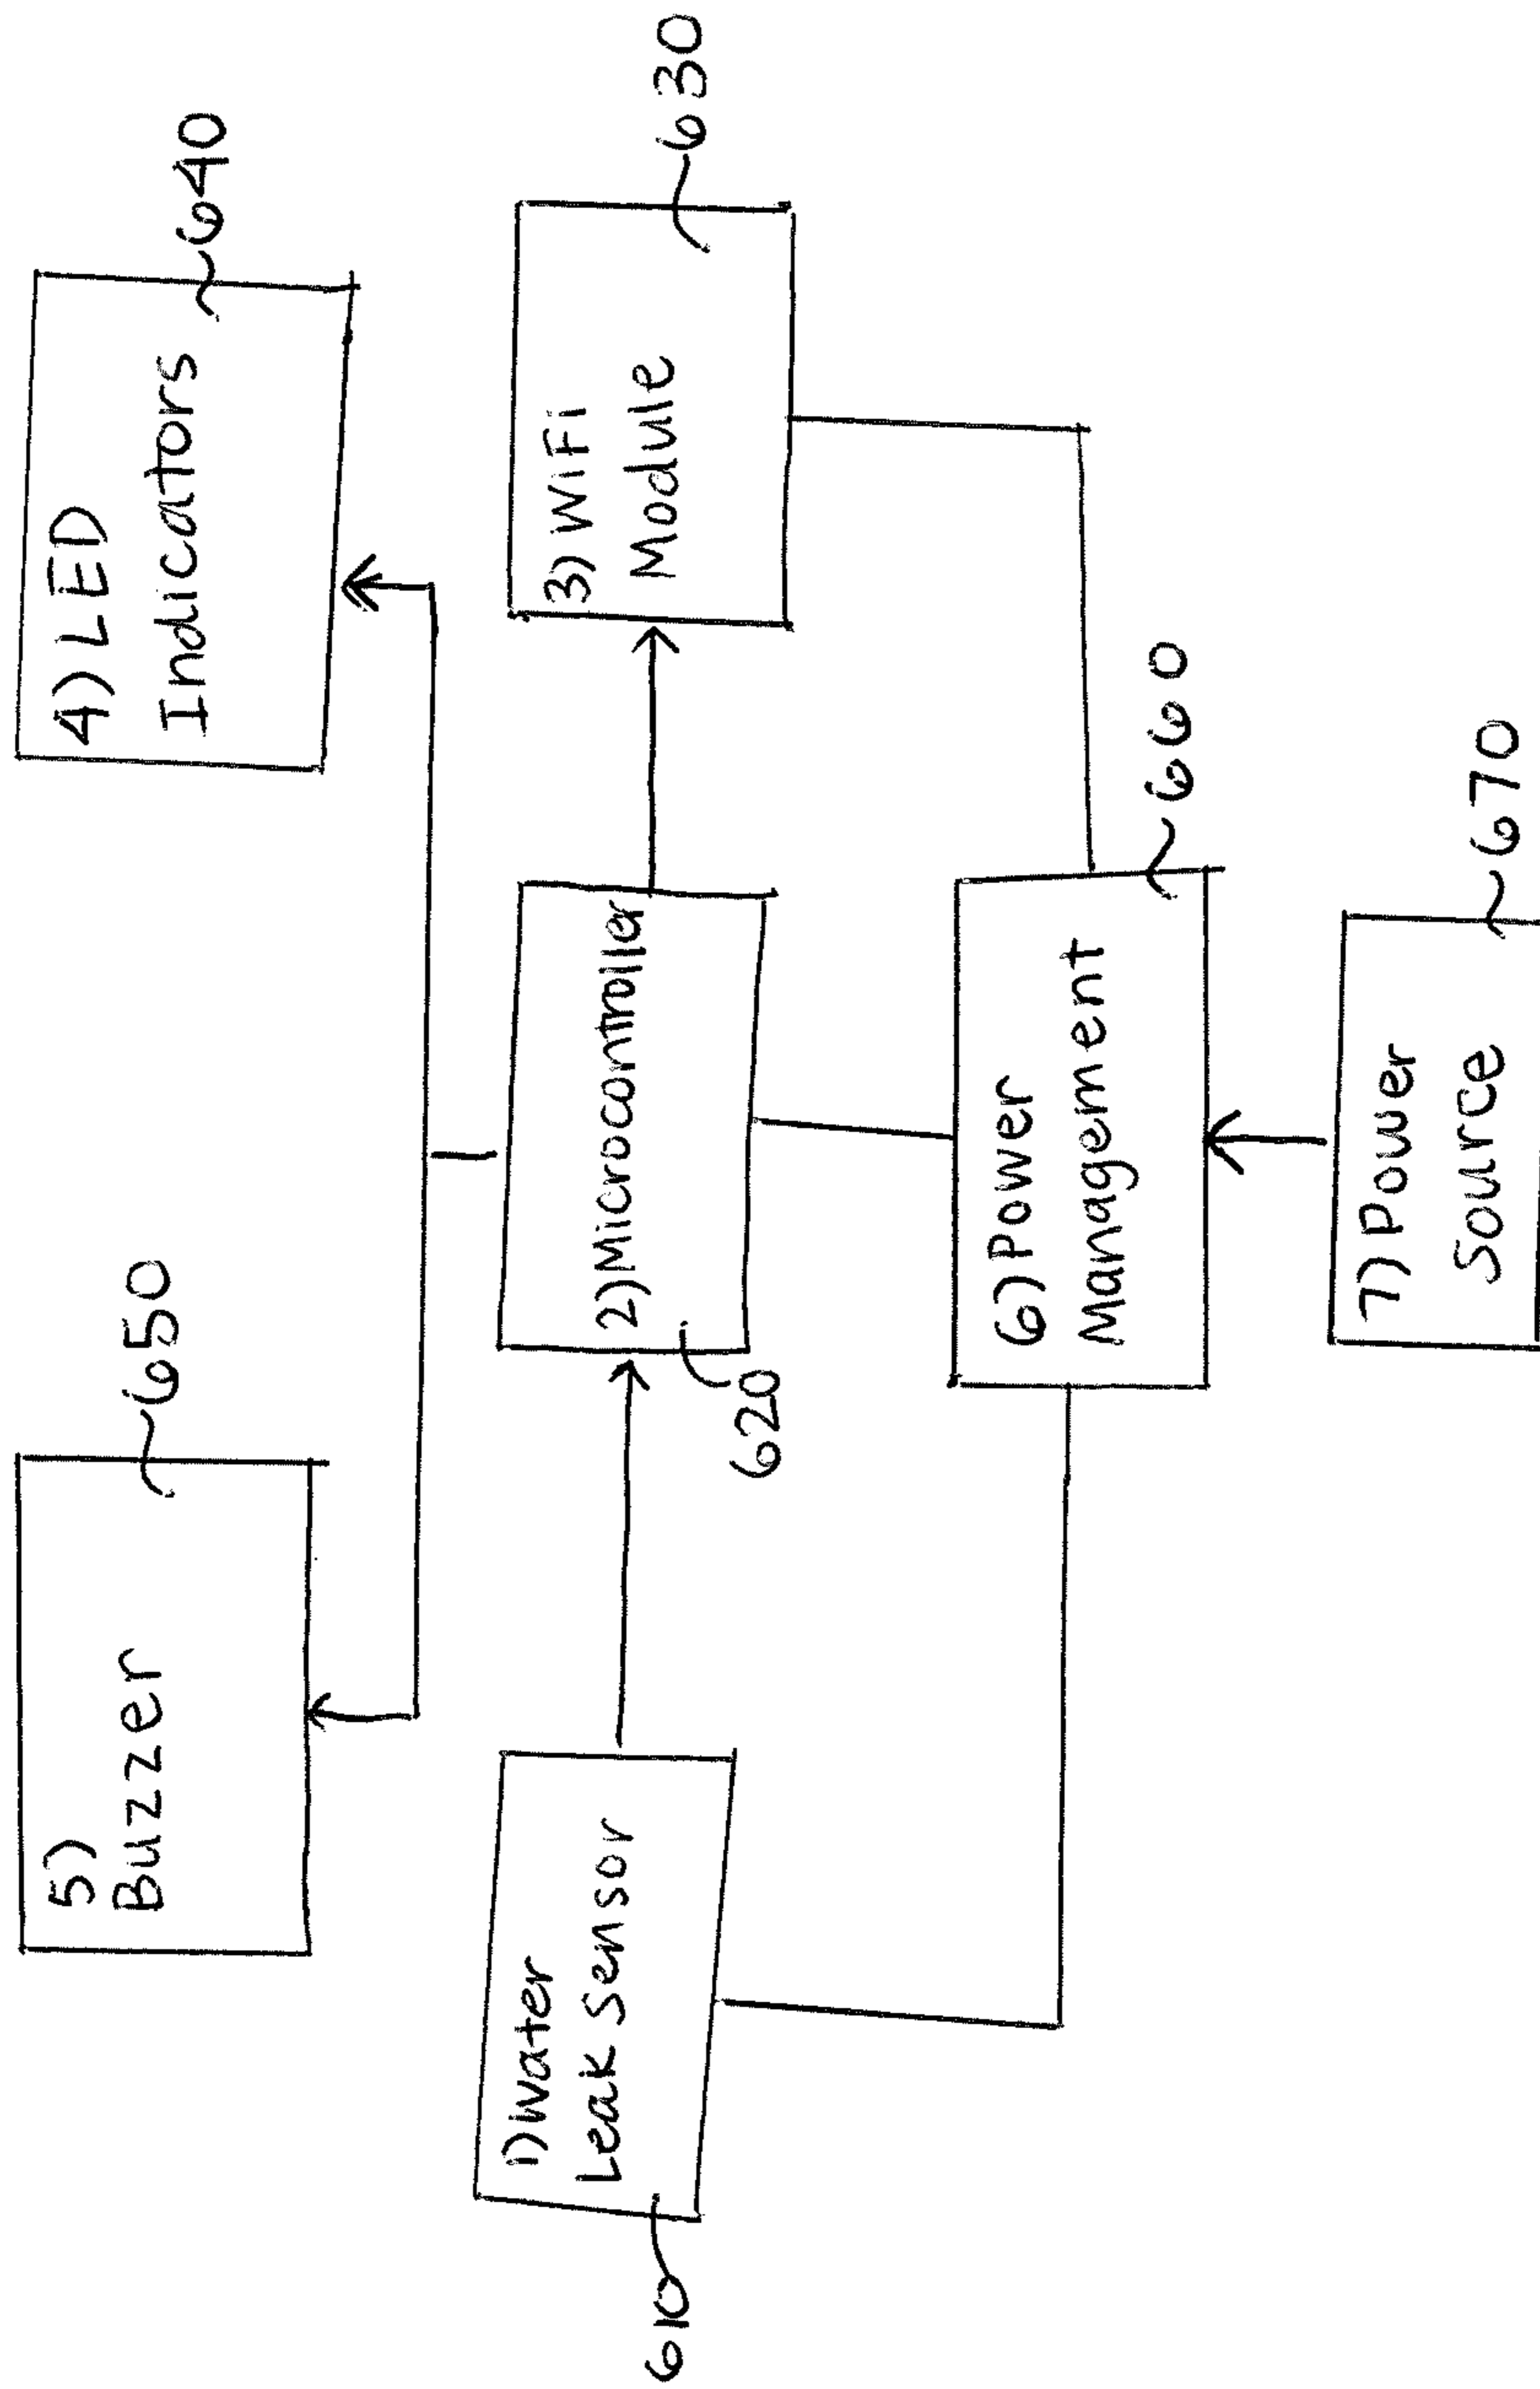 5)
Buzzer
650
4) LED
Indicators
640
1) Water
Leak Sensor
610
2) Microcontroller
620
3) WiFi
Module
630
6) Power
Management
660
7) Power
Source
670